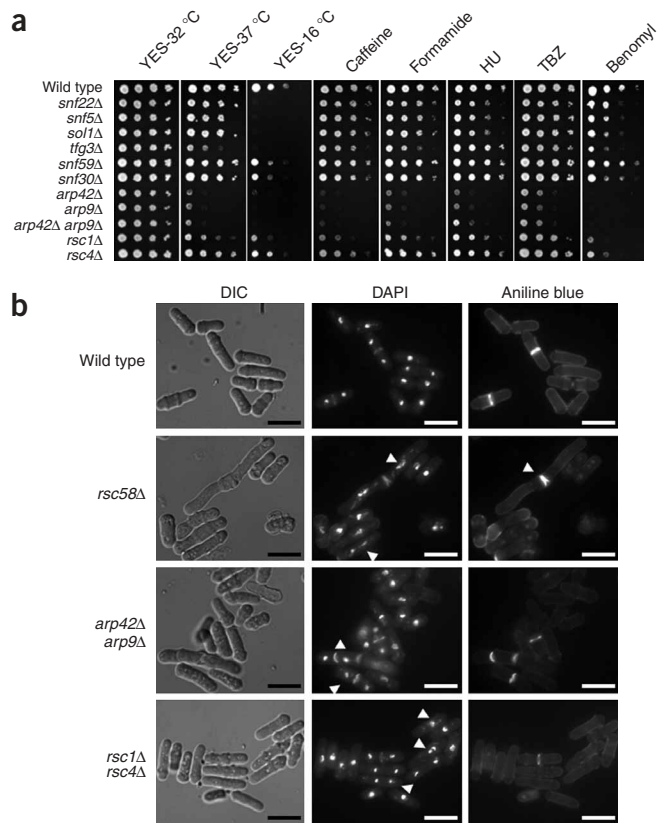 a
YES-32 °C
YES-37 °C
YES-16 °C
Caffeine
Formamide
HU
TBZ
Benomyl
Wild type
snf22Δ
snf5Δ
sol1Δ
tfg3Δ
snf59Δ
snf30Δ
arp42Δ
arp9Δ
arp42Δ arp9Δ
rsc1Δ
rsc4Δ
b
DIC
DAPI
Aniline blue
Wild type
rsc58Δ
arp42Δ
arp9Δ
rsc1Δ
rsc4Δ